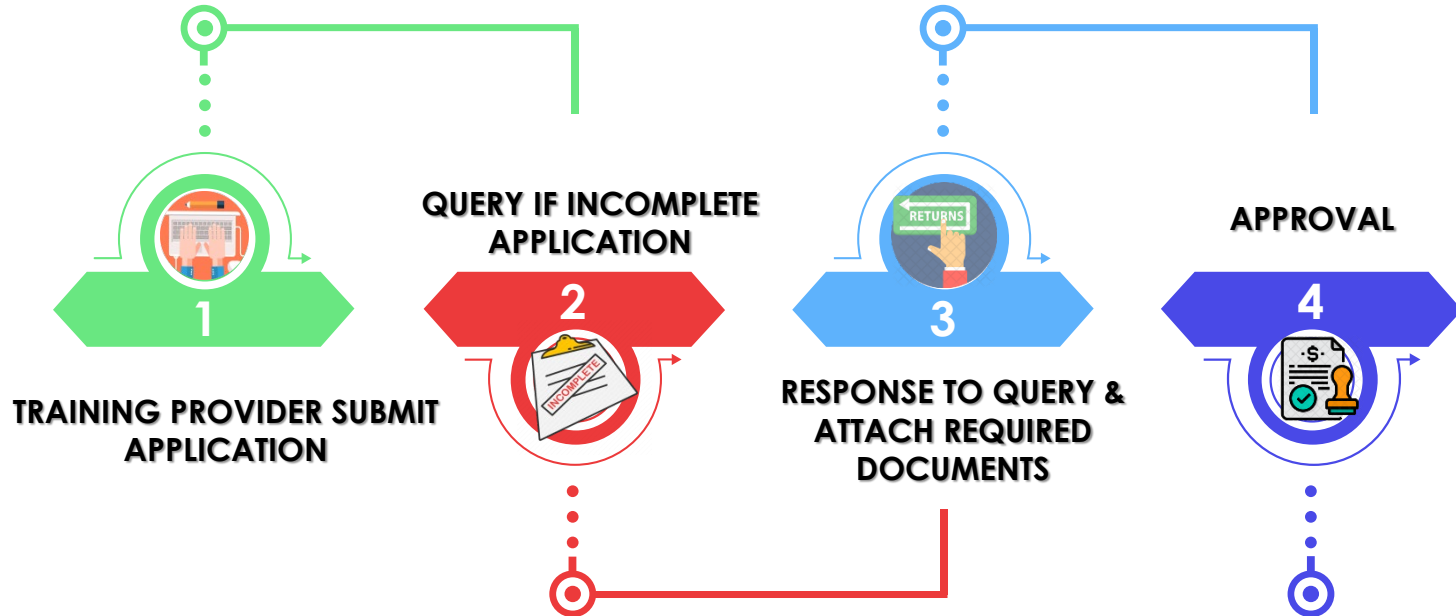 1
TRAINING PROVIDER SUBMIT
APPLICATION
QUERY IF INCOMPLETE
APPLICATION
2
INCOMPLETE
RETURNS
3
RESPONSE TO QUERY &
ATTACH REQUIRED
DOCUMENTS
APPROVAL
4
$